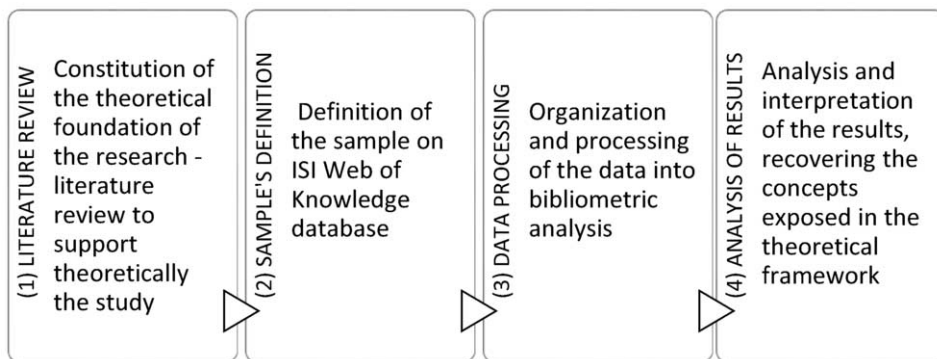 (1) LITERATURE REVIEW
Constitution of
the theoretical
foundation of
the research -
literature
review to
support
theoretically
the study
(2) SAMPLE'S DEFINITION
Definition of
the sample on
ISI Web of
Knowledge
database
(3) DATA PROCESSING
Organization
and processing
of the data into
bibliometric
analysis
(4) ANALYSIS OF RESULTS
Analysis and
interpretation
of the results,
recovering the
concepts
exposed in the
theoretical
framework